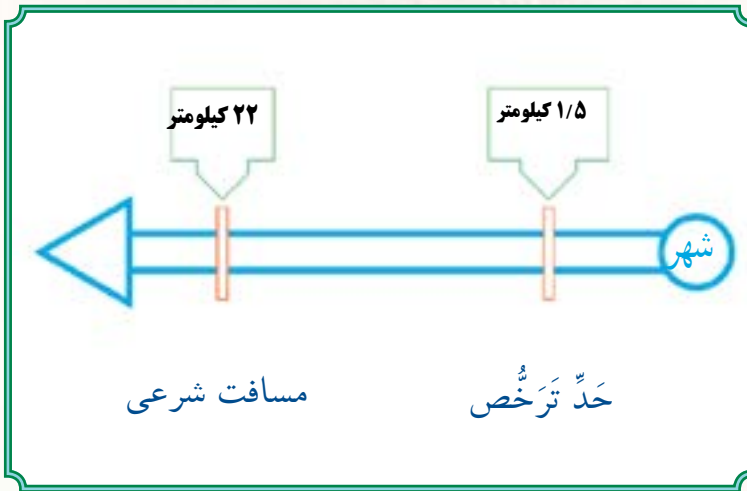 ۱/۵ کیلومتر
۲۲ کیلومتر
شهر
حَدِّ تَرَخُّص
مسافت شرعی